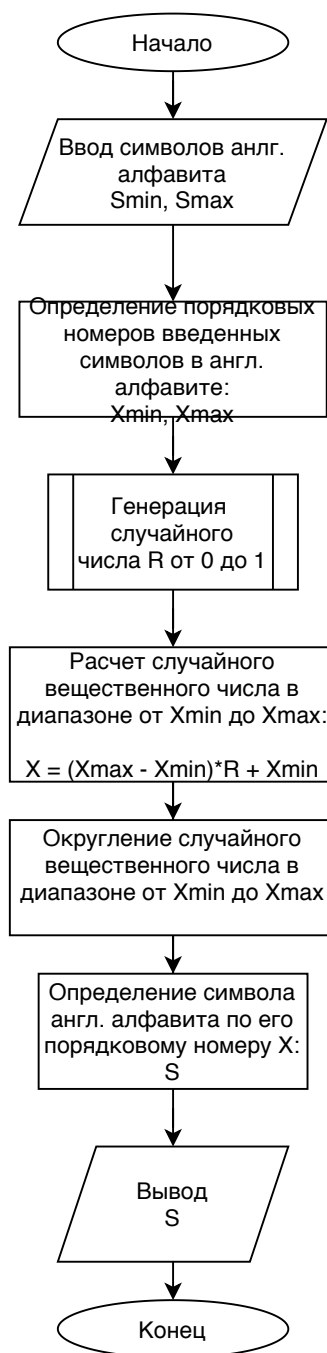 Начало
Ввод символов анлг.
алфавита
Smin, Smax
Определение порядковых
номеров введенных
символов в англ.
алфавите:
Xmin, Xmax
Генерация
случайного
числа R от 0 до 1
Расчет случайного
вещественного числа в
диапазоне от Xmin до Xmax:
X = (Xmax - Xmin)*R + Xmin
Округление случайного
вещественного числа в
диапазоне от Xmin до Xmax
Определение символа
англ. алфавита по его
порядковому номеру X:
S
Вывод
S
Конец